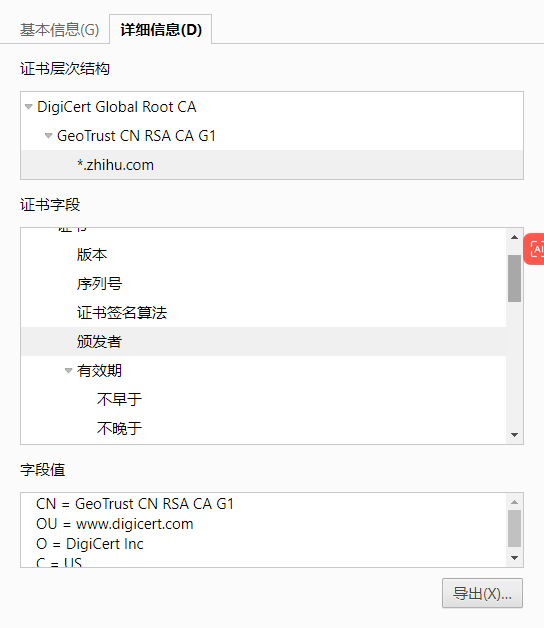 基本信息(G)
详细信息(D)
证书层次结构
DigiCert Global Root CA
GeoTrust CN RSA CA G1
*.zhihu.com
证书字段
证书
版本
序列号
证书签名算法
颁发者
有效期
不早于
不晚于
AI
字段值
CN = GeoTrust CN RSA CA G1
OU = www.digicert.com
O = DigiCert Inc
C = US
导出(X)...